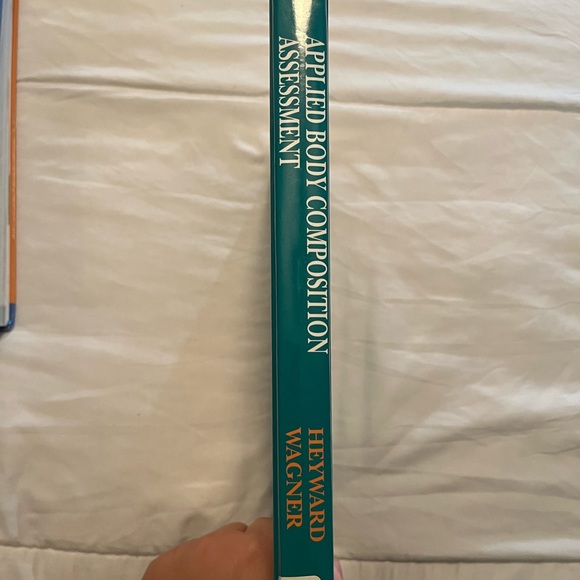 APPLIED BODY COMPOSITION
ASSESSMENT
HEYWARD
WAGNER